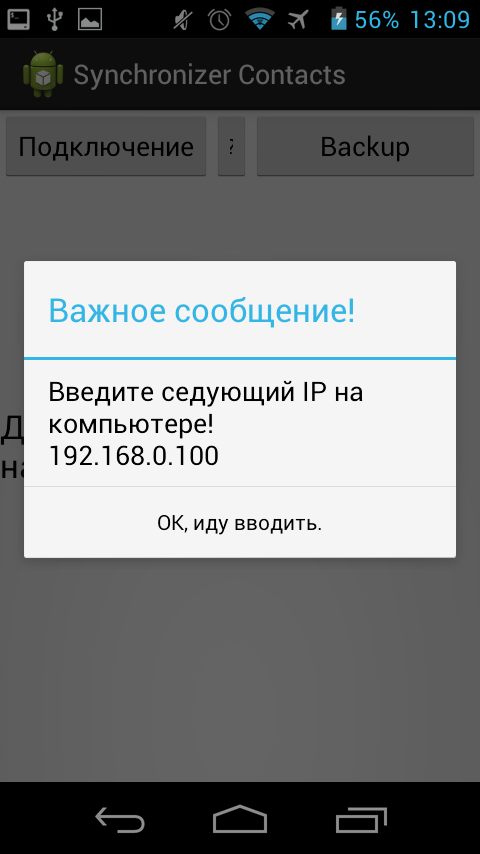 56% 13:09
Synchronizer Contacts
Подключение
Backup
Важное сообщение!
Введите седующий IP на
компьютере!
192.168.0.100
ОК, иду вводить.